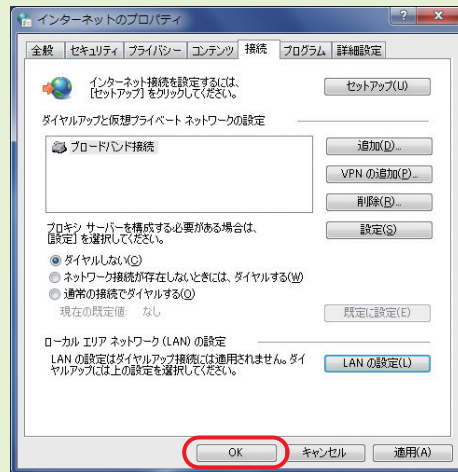 インターネットのプロパティ
全般 セキュリティ プライバシー コンテンツ 接続 プログラム 詳細設定
インターネット接続を設定するには、
[セットアップ] をクリックしてください。
セットアップ(U)
ダイヤルアップと仮想プライベート ネットワークの設定
ブロードバンド接続
追加(D)...
VPN の追加(P)...
削除(R)...
プロキシ サーバーを構成する必要がある場合は、
[設定] を選択してください。
設定(S)
ダイヤルしない(C)
ネットワーク接続が存在しないときには、ダイヤルする(W)
通常の接続でダイヤルする(O)
現在の既定値: なし
既定に設定(E)
ローカル エリア ネットワーク (LAN) の設定
LAN の設定はダイヤルアップ接続には適用されません。ダイ
ヤルアップには上の設定を選択してください。
LAN の設定(L)
OK キャンセル 適用(A)